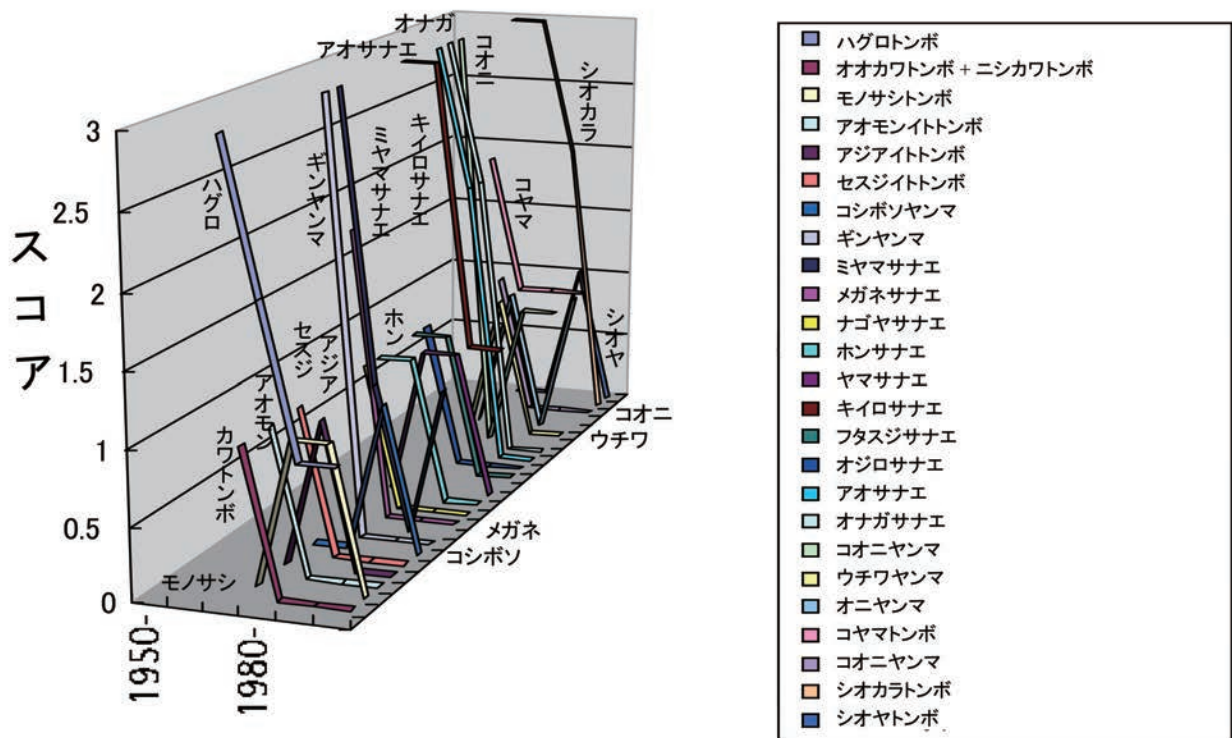 オナガ
アオサナエ
コオニ
シオカラ
キイロサナエ
ミヤマサナエ
ギンヤンマ
ハグロ
コヤマ
ホン
セスジ
アジア
アオモン
カワトンボ
シオヤ
コオニ
ウチワ
メガネ
コシボソ
モノサシ
スコア
3
2.5
2
1.5
1
0.5
0
1950-
1980-
ハグロトンボ
オオカワトンボ + ニシカワトンボ
モノサシトンボ
アオモンイトトンボ
アジアイトトンボ
セスジイトトンボ
コシボソヤンマ
ギンヤンマ
ミヤマサナエ
メガネサナエ
ナゴヤサナエ
ホンサナエ
ヤマサナエ
キイロサナエ
フタスジサナエ
オジロサナエ
アオサナエ
オナガサナエ
コオニヤンマ
ウチワヤンマ
オニヤンマ
コヤマトンボ
コオニヤンマ
シオカラトンボ
シオヤトンボ